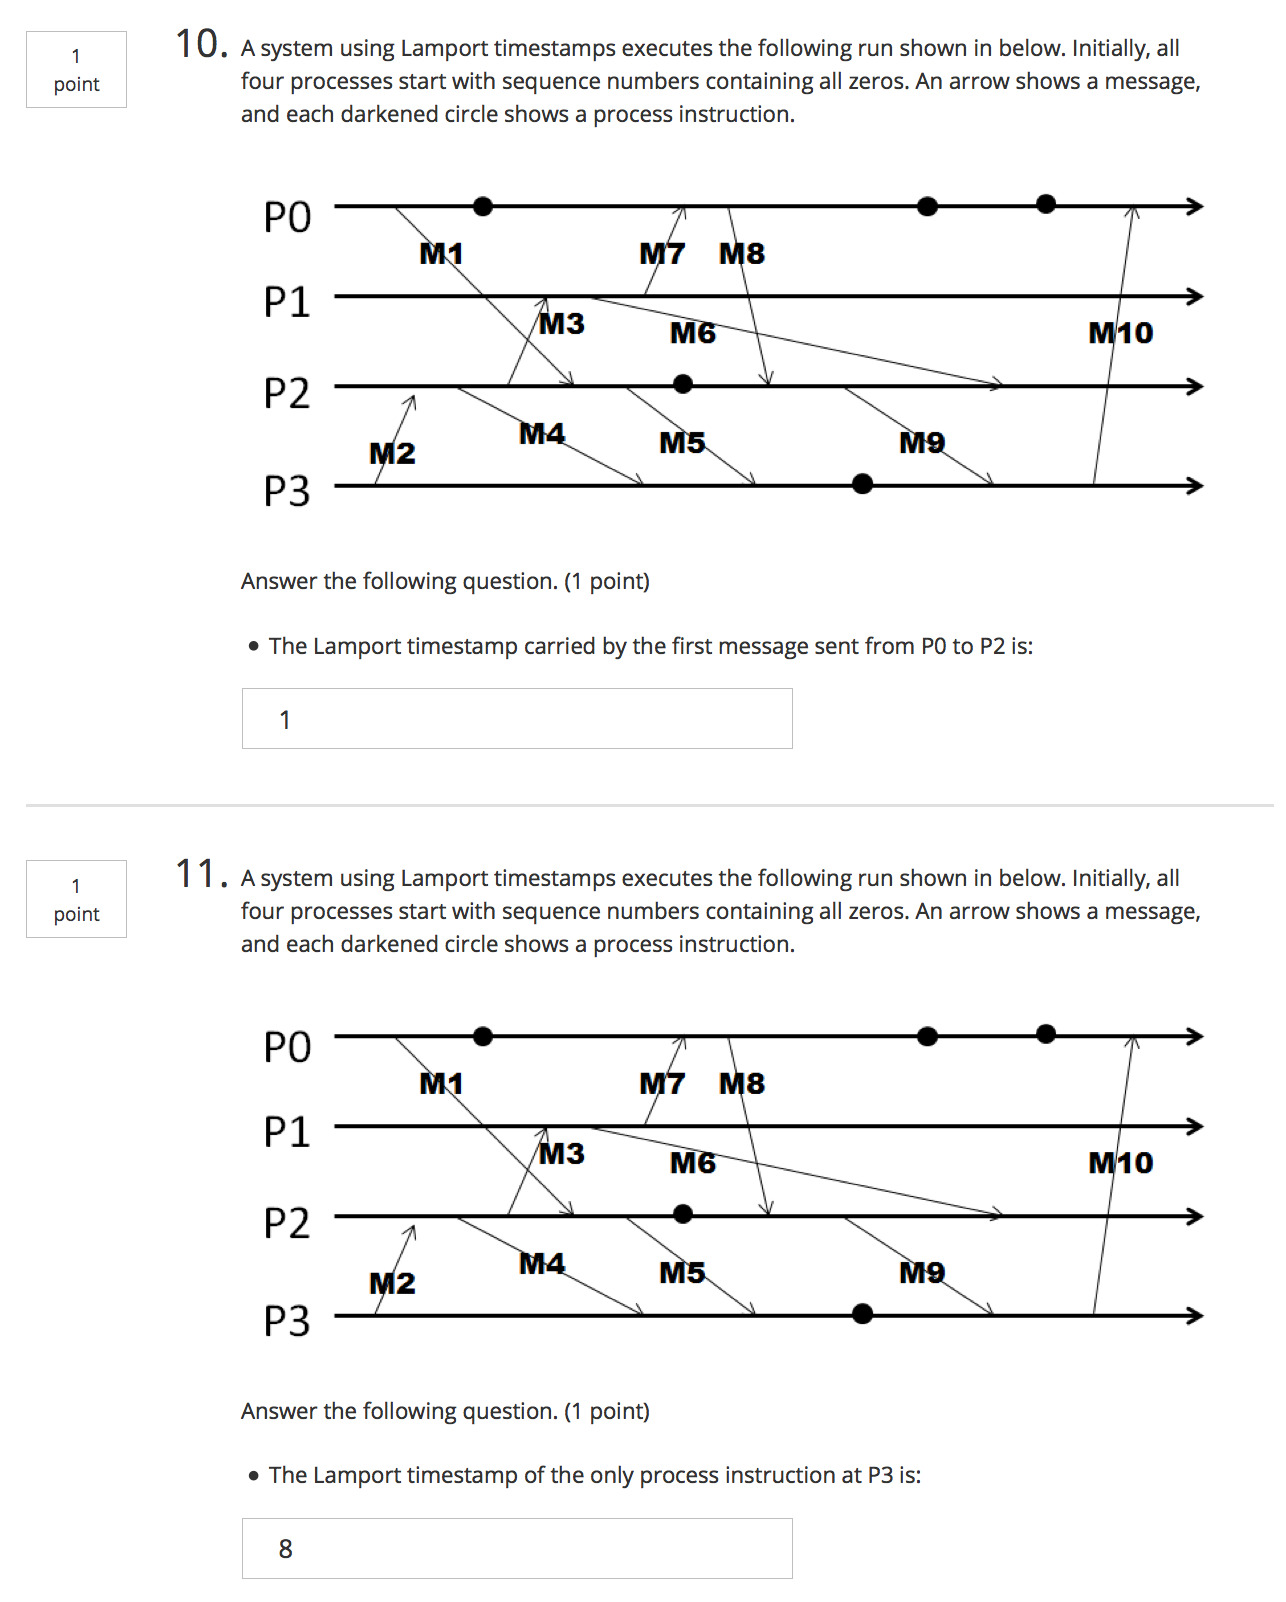 1
point
10. A system using Lamport timestamps executes the following run shown in below. Initially, all
four processes start with sequence numbers containing all zeros. An arrow shows a message,
and each darkened circle shows a process instruction.
P0
M1 M7 M8
P1
M3 M6 M10
P2
M4 M5 M9
M2
P3
Answer the following question. (1 point)
• The Lamport timestamp carried by the first message sent from P0 to P2 is:
1
1
point
11. A system using Lamport timestamps executes the following run shown in below. Initially, all
four processes start with sequence numbers containing all zeros. An arrow shows a message,
and each darkened circle shows a process instruction.
P0
M1 M7 M8
P1
M3 M6 M10
P2
M4 M5 M9
M2
P3
Answer the following question. (1 point)
• The Lamport timestamp of the only process instruction at P3 is:
8